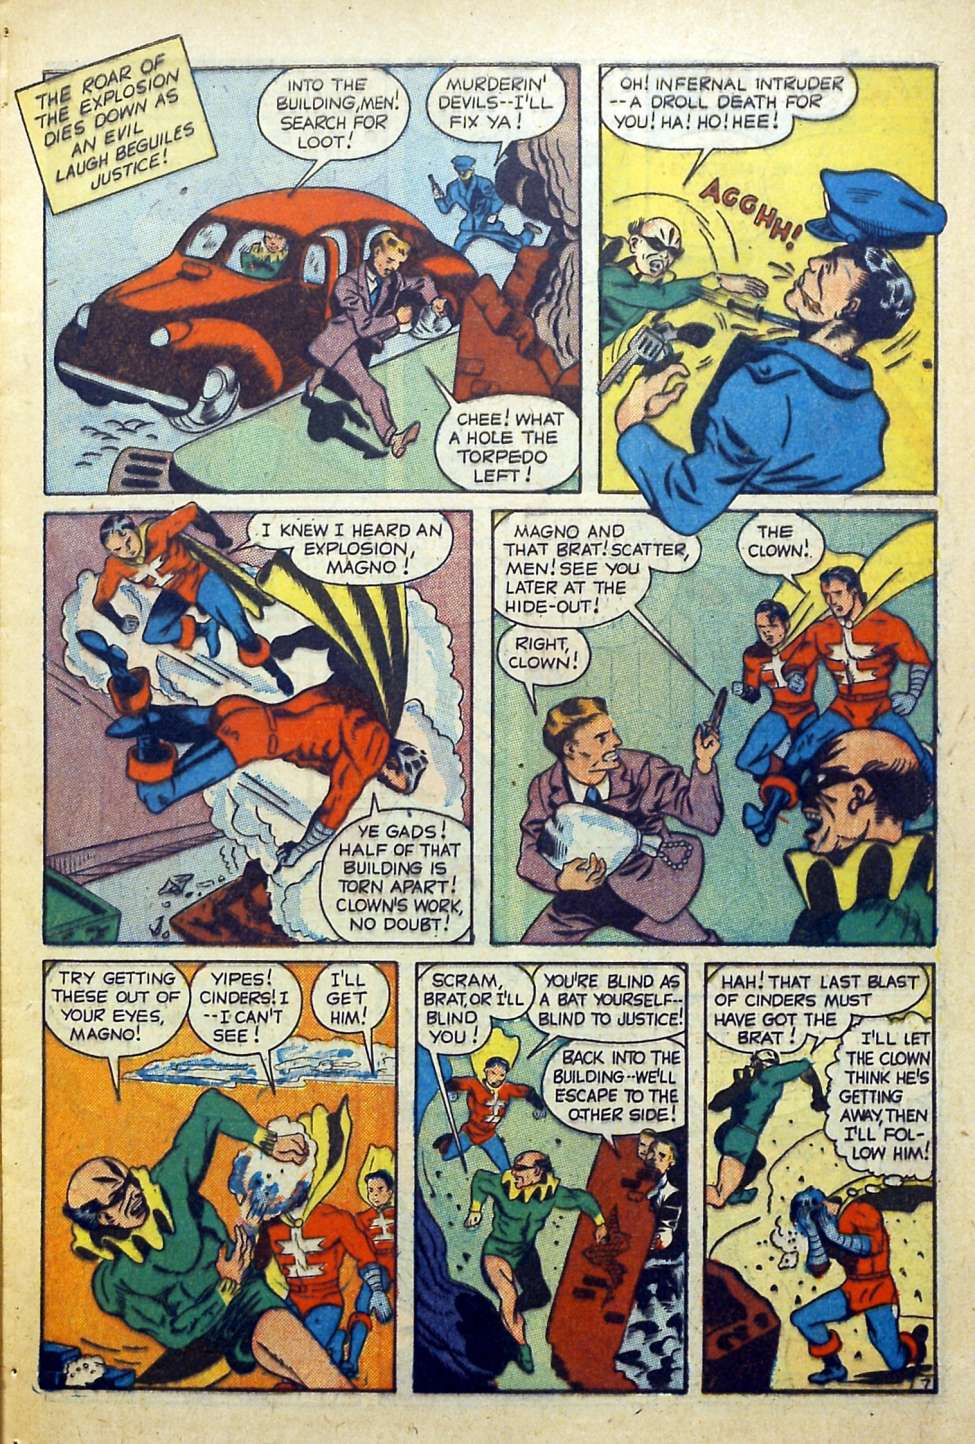 THE ROAR OF
THE EXPLOSION
DIES DOWN AS
AN EVIL
LAUGH BEGUILES
JUSTICE!
INTO THE
BUILDING, MEN!
SEARCH FOR
LOOT!
MURDERIN'
DEVILS--I'LL
FIX YA!
CHEE! WHAT
A HOLE THE
TORPEDO
LEFT!
OH! INFERNAL INTRUDER
--A DROLL DEATH FOR
YOU! HA! HO! HEE!
AGGHH!
I KNEW I HEARD AN
EXPLOSION,
MAGNO!
YE GADS!
HALF OF THAT
BUILDING IS
TORN APART!
CLOWN'S WORK,
NO DOUBT!
MAGNO AND
THAT BRAT! SCATTER,
MEN! SEE YOU
LATER AT THE
HIDE-OUT!
THE
CLOWN!
RIGHT,
CLOWN!
TRY GETTING
THESE OUT OF
YOUR EYES,
MAGNO!
YIPES!
CINDERS! I
--I CAN'T
SEE!
I'LL
GET
HIM!
SCRAM,
BRAT, OR I'LL
BLIND
YOU!
YOU'RE BLIND AS
A BAT YOURSELF--
BLIND TO JUSTICE!
BACK INTO THE
BUILDING--WE'LL
ESCAPE TO THE
OTHER SIDE!
HAH! THAT LAST BLAST
OF CINDERS MUST
HAVE GOT THE
BRAT!
I'LL LET
THE CLOWN
THINK HE'S
GETTING
AWAY, THEN
I'LL FOL-
LOW HIM!
7